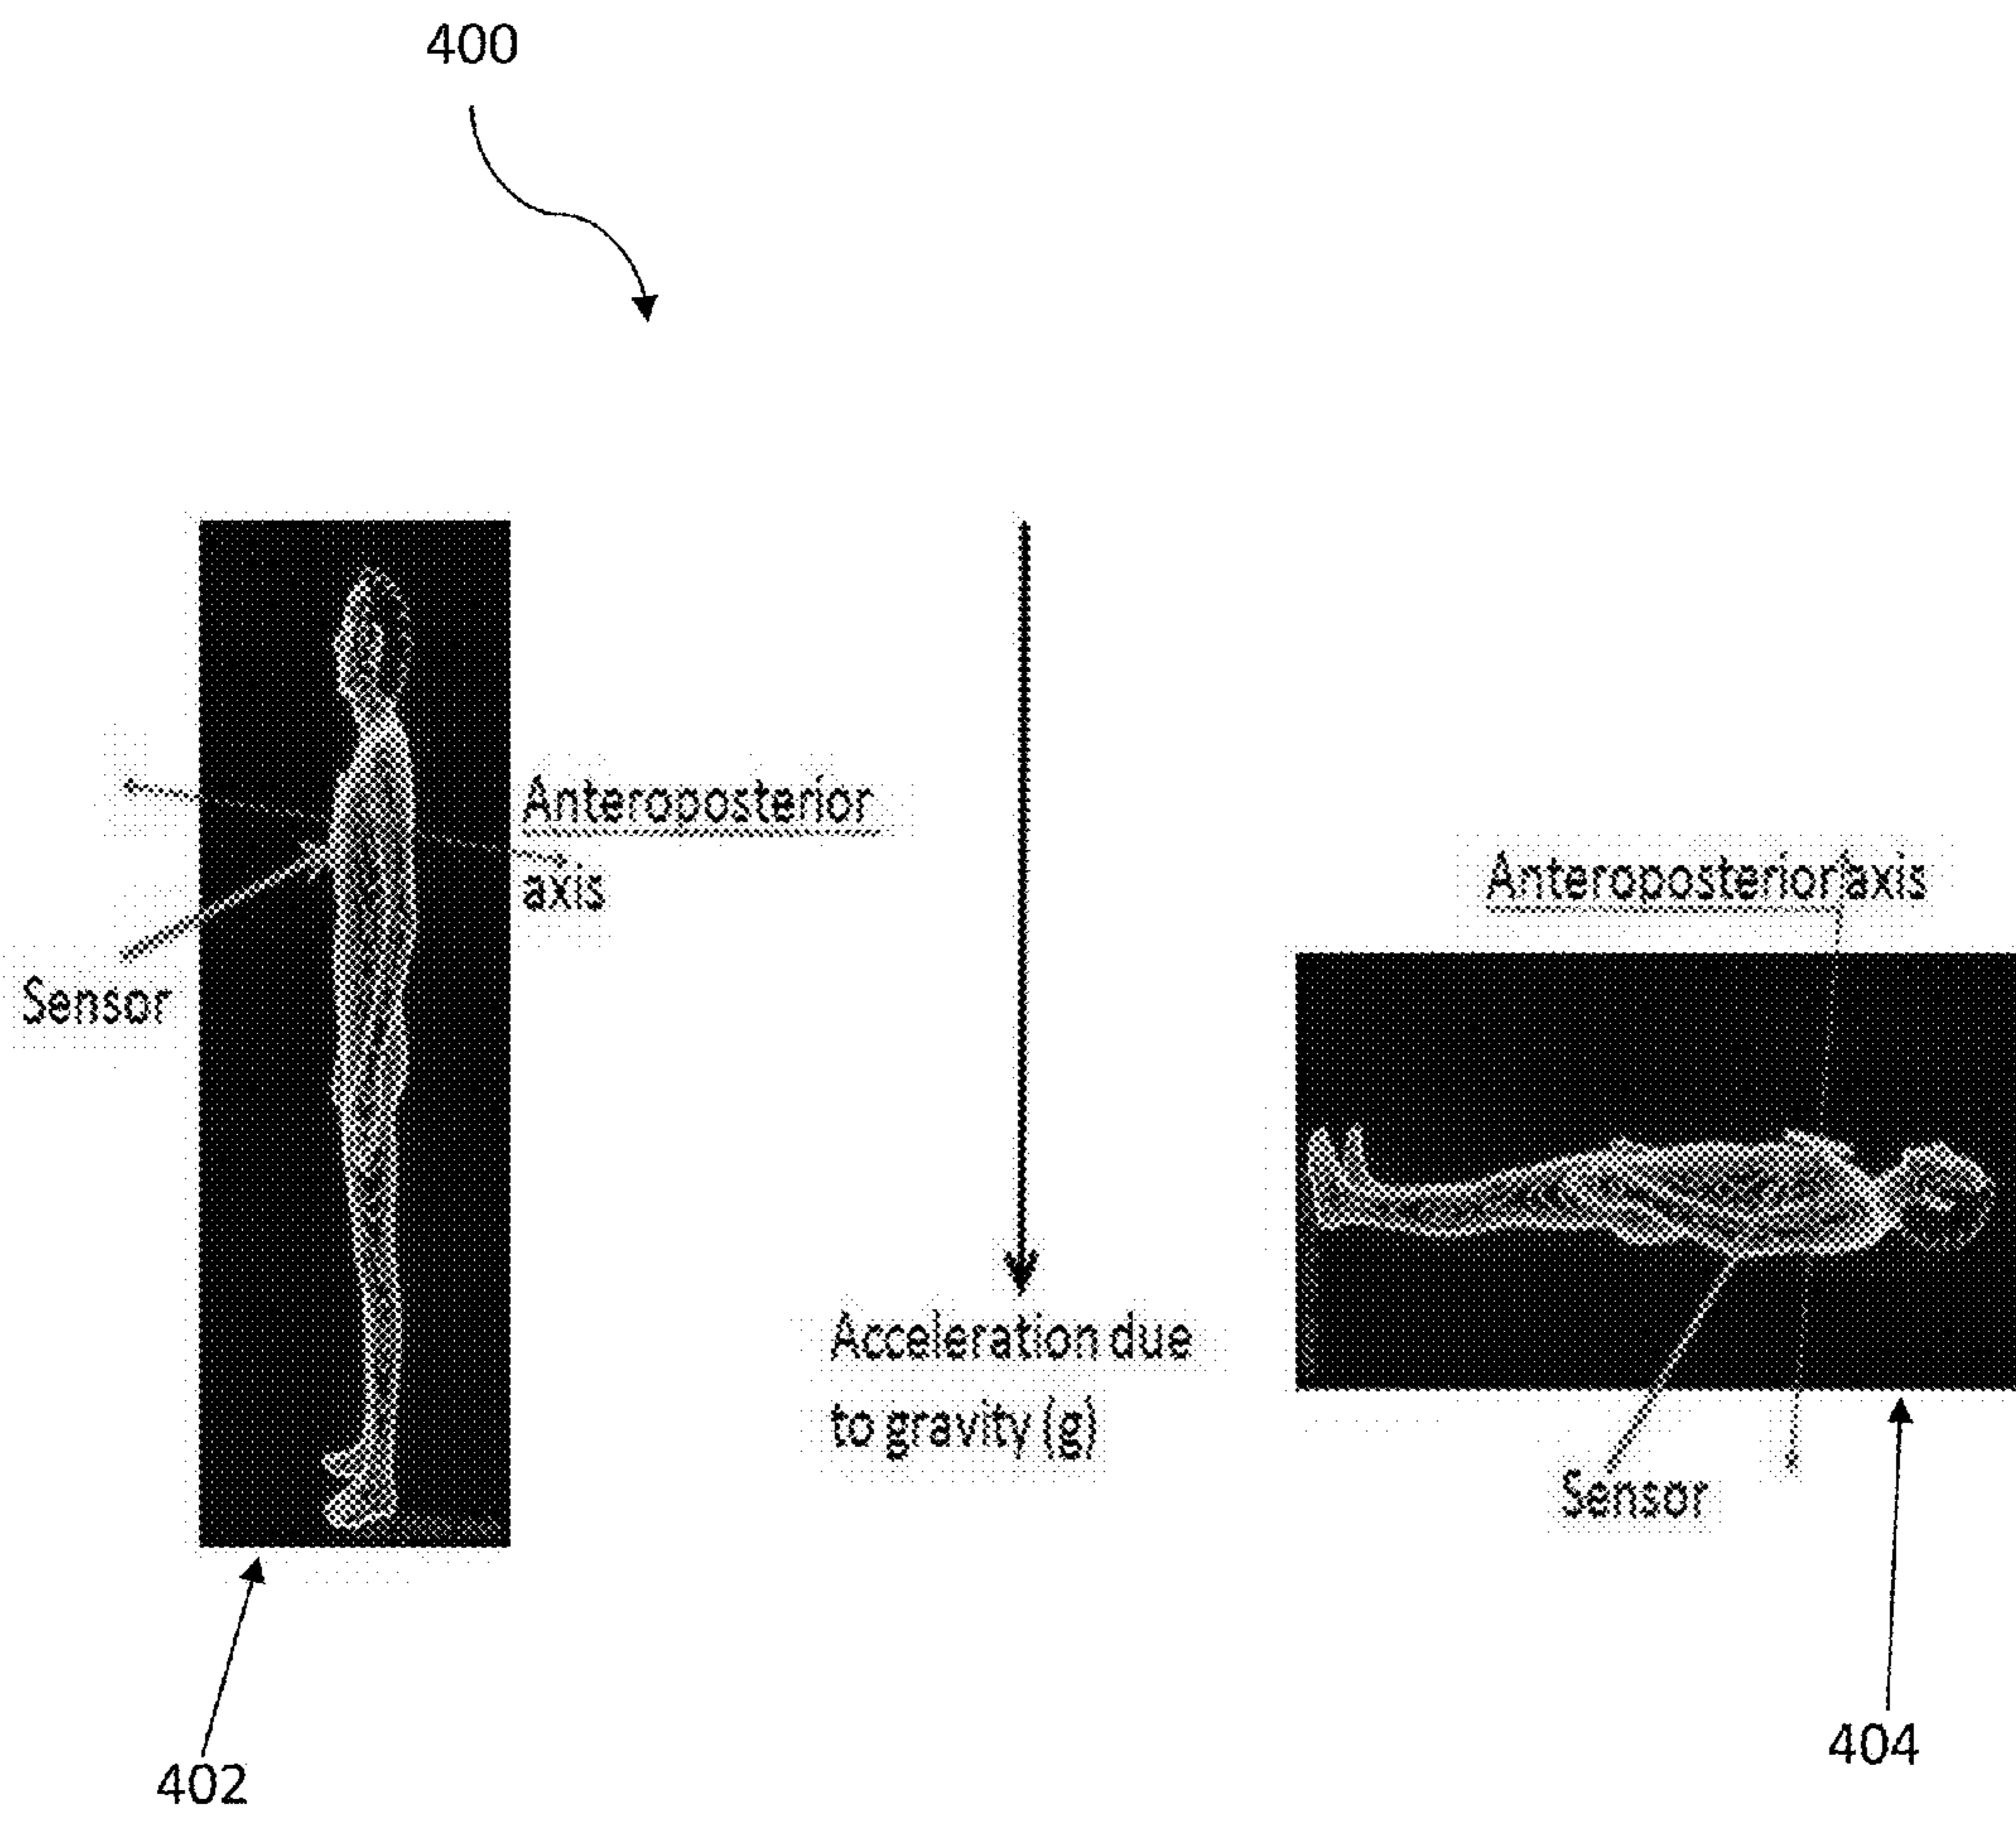 400
Anteroposterior
axis
Sensor
Acceleration due
to gravity (g)
Anteroposterior axis
Sensor
402
404